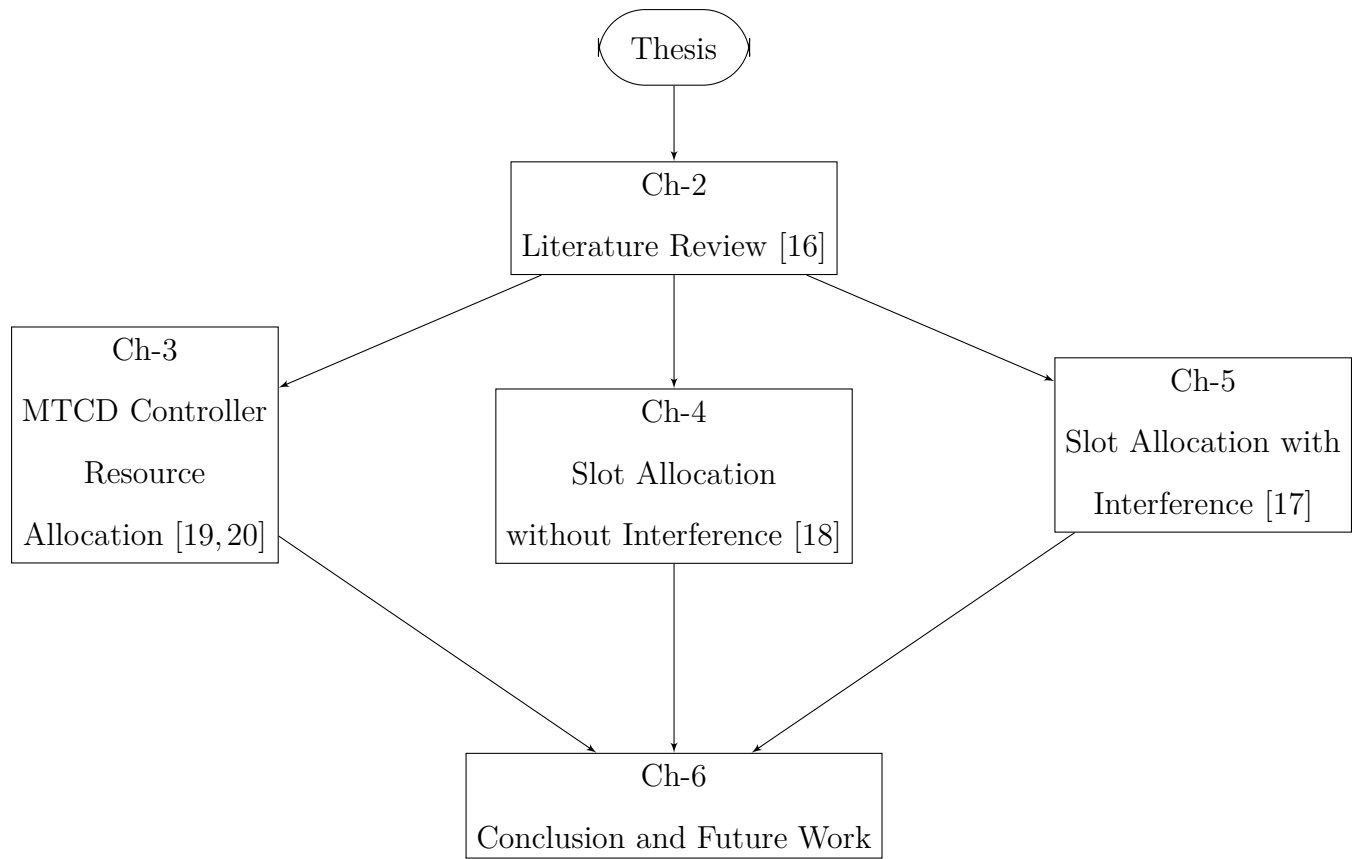 Thesis
Ch-2
Literature Review [16]
Ch-3
MTCD Controller
Resource
Allocation [19,20]
Ch-4
Slot Allocation
without Interference [18]
Ch-5
Slot Allocation with
Interference [17]
Ch-6
Conclusion and Future Work